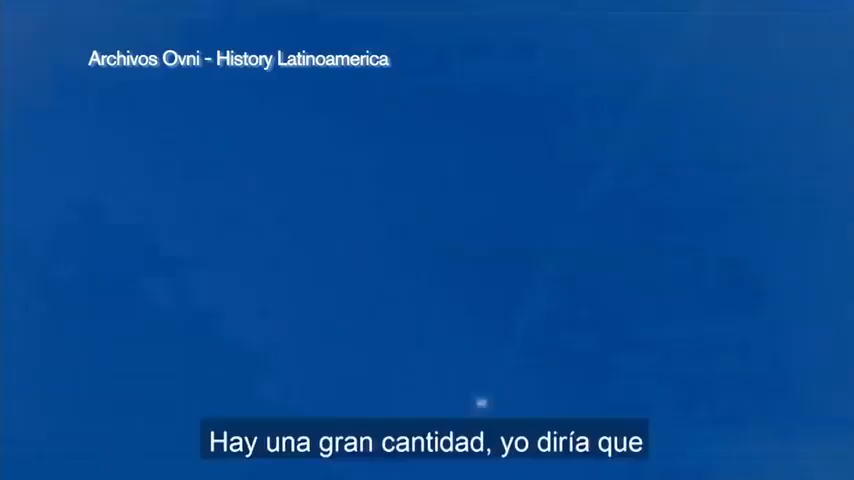 Archivos Ovni - History Latinoamerica
Hay una gran cantidad, yo diría que